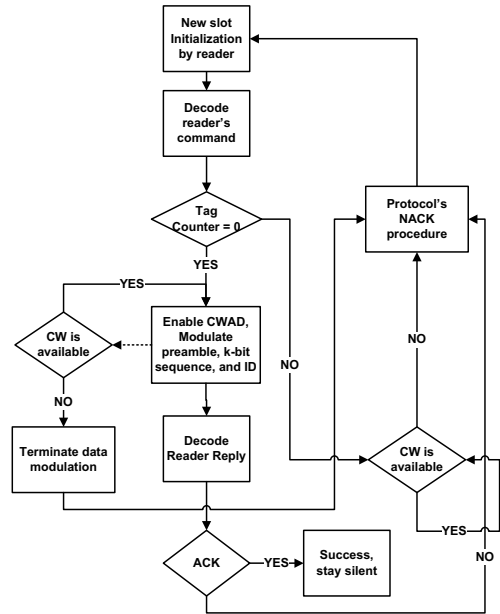 New slot
Initialization
by reader
Decode
reader's
command
Tag
Counter = 0
Protocol's
NACK
procedure
YES
YES
CW is
available
Enable CWAD,
Modulate
preamble, k-bit
sequence, and ID
NO
NO
NO
Terminate data
modulation
Decode
Reader Reply
CW is
available
YES
ACK
YES
Success,
stay silent
NO